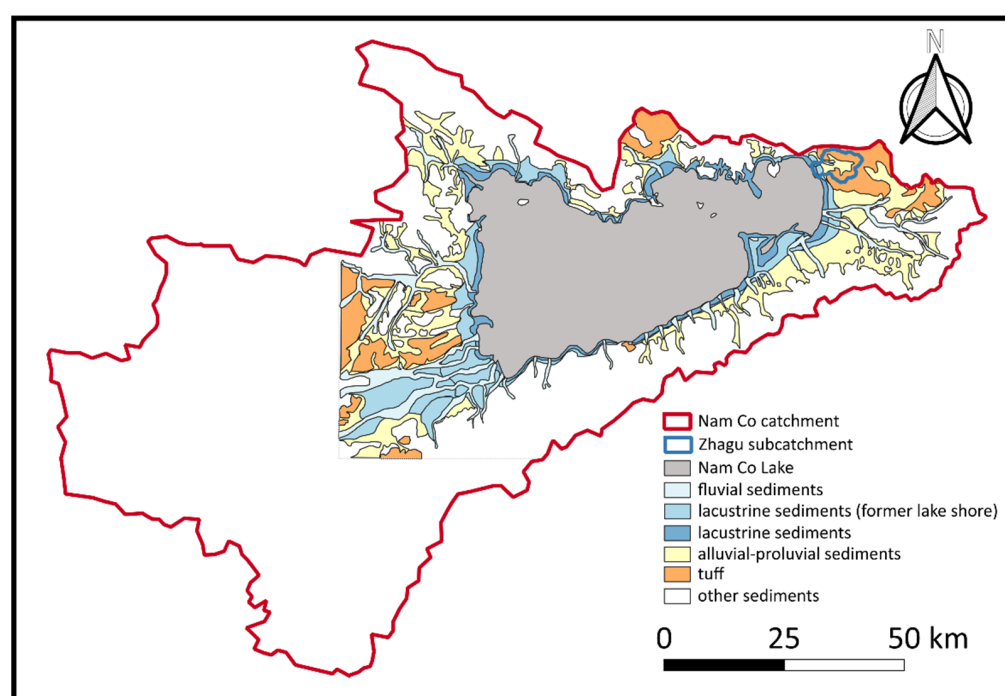 N
Nam Co catchment
Zhagu subcatchment
Nam Co Lake
fluvial sediments
lacustrine sediments (former lake shore)
lacustrine sediments
alluvial-proluvial sediments
tuff
other sediments
0 25 50 km